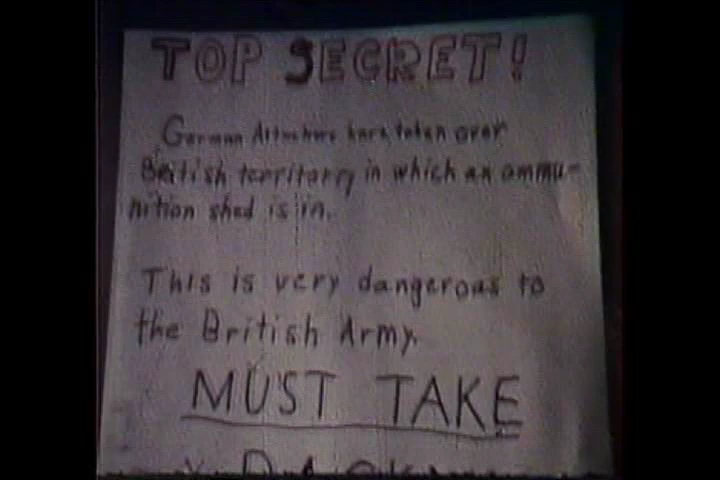 TOP SECRET!
German Attackers have taken over
British territory in which an ammu-
nition shed is in.
This is very dangerous to
the British Army.
MUST TAKE